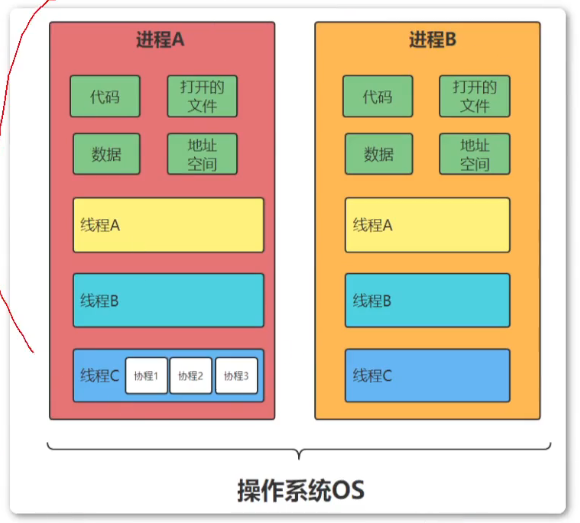 进程A
进程B
代码
打开的
文件
代码
打开的
文件
数据
地址
空间
数据
地址
空间
线程A
线程A
线程B
线程B
线程C
协程1
协程2
协程3
线程C
操作系统OS